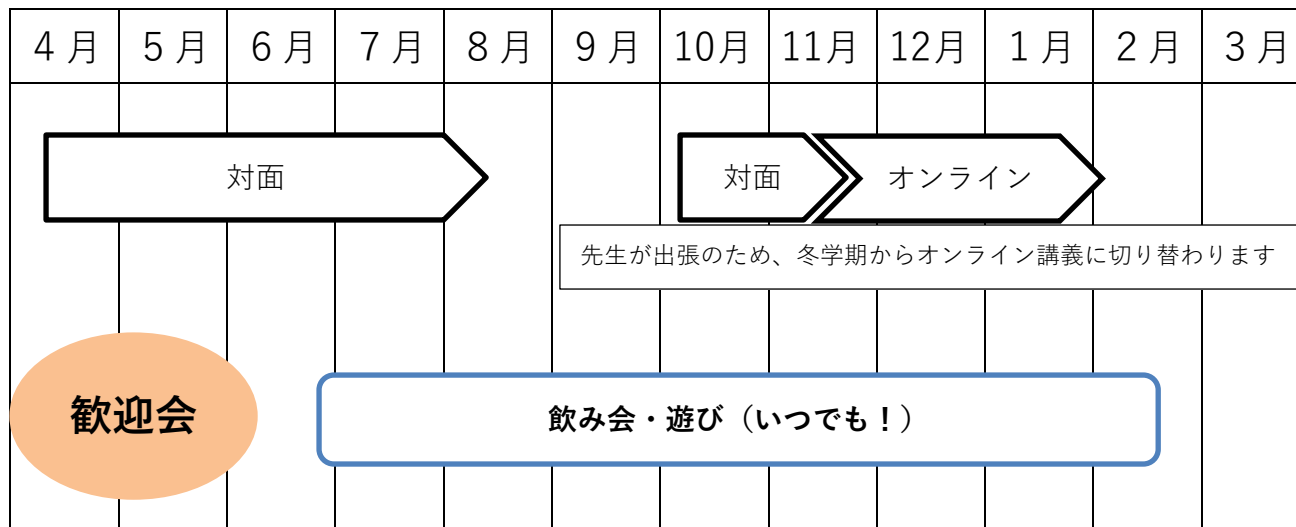 4月 5月 6月 7月 8月 9月 10月 11月 12月 1月 2月 3月
対面
対面
オンライン
先生が出張のため、冬学期からオンライン講義に切り替わります
歓迎会
飲み会・遊び（いつでも！）